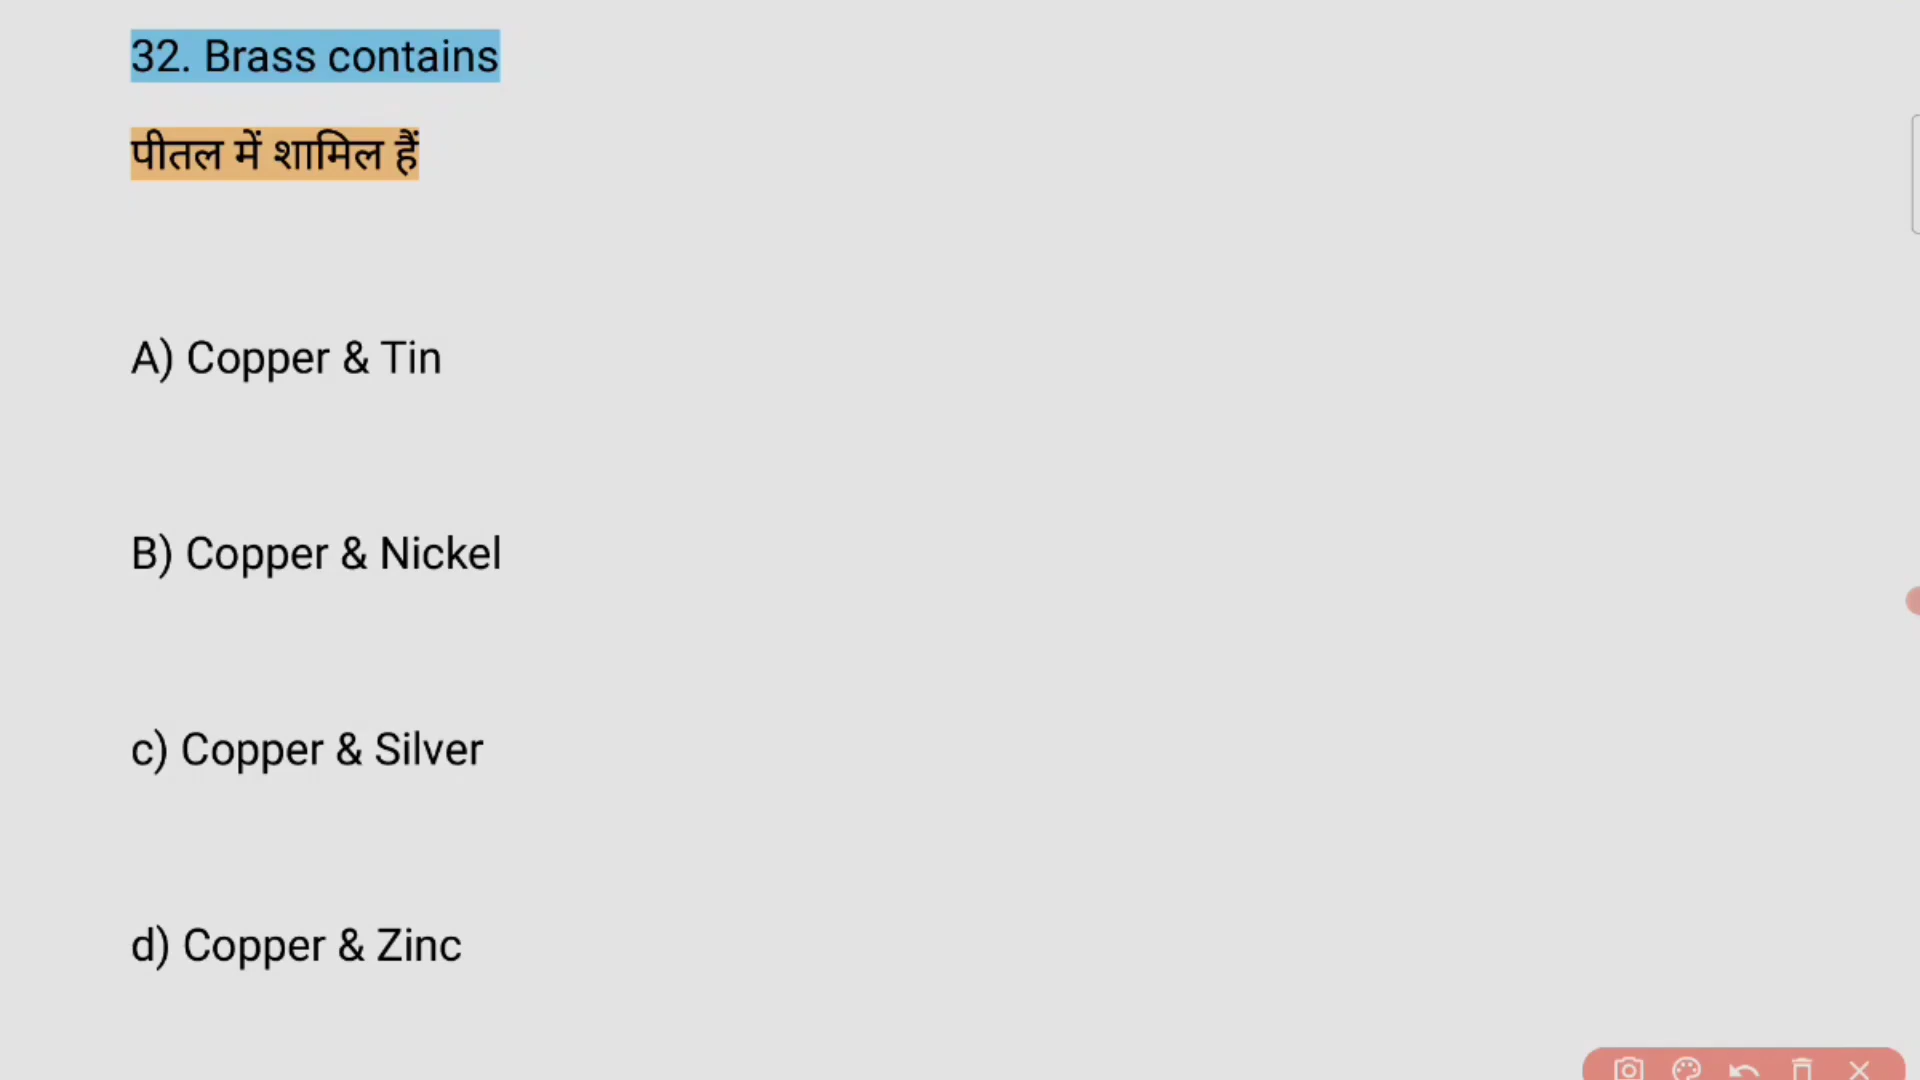 32. Brass contains
पीतल में शामिल हैं
A) Copper & Tin
B) Copper & Nickel
c) Copper & Silver
d) Copper & Zinc